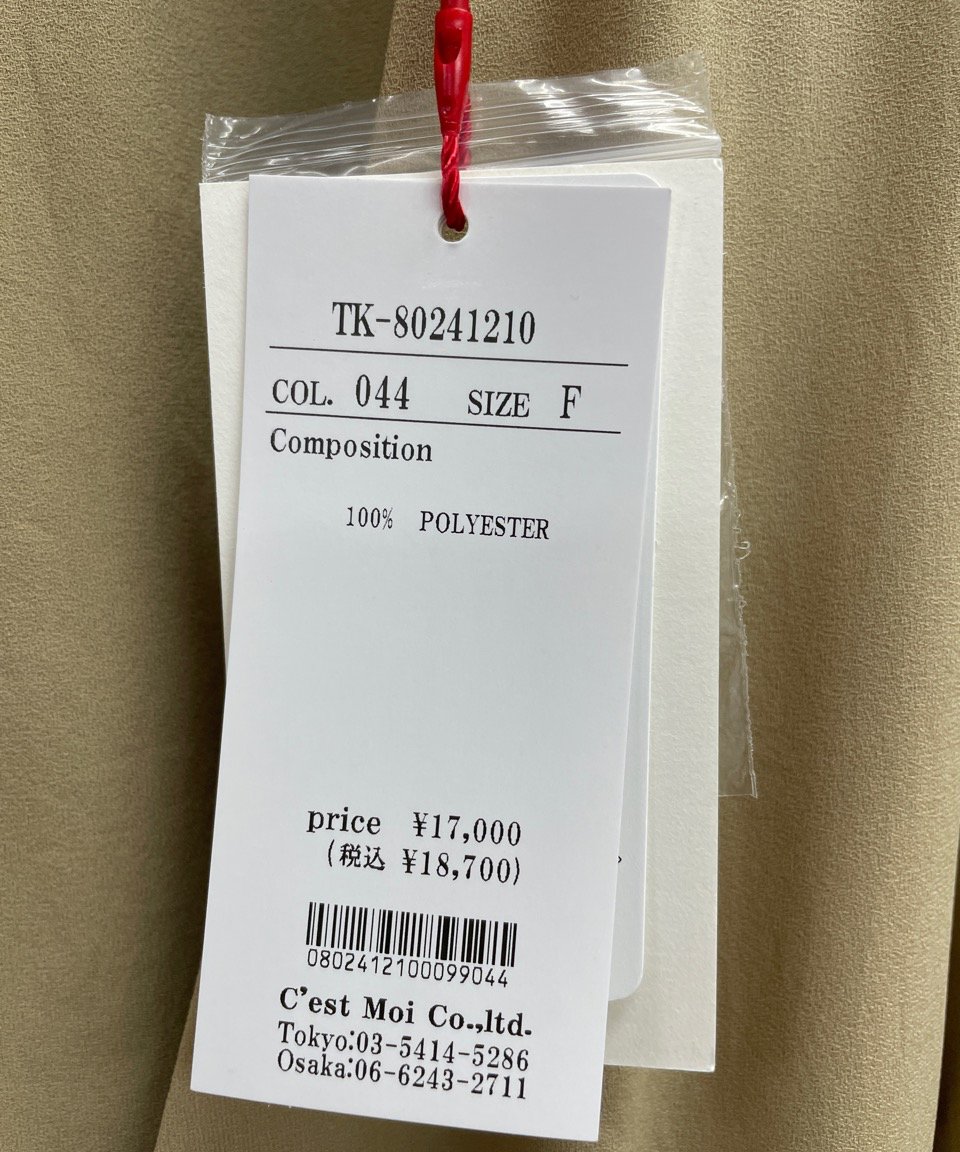 TK-80241210
COL. 044 SIZE F
Composition
100% POLYESTER
price ¥17,000
(税込 ¥18,700)
0802412100099044
C'est Moi Co.,ltd.
Tokyo:03-5414-5286
Osaka:06-6243-2711